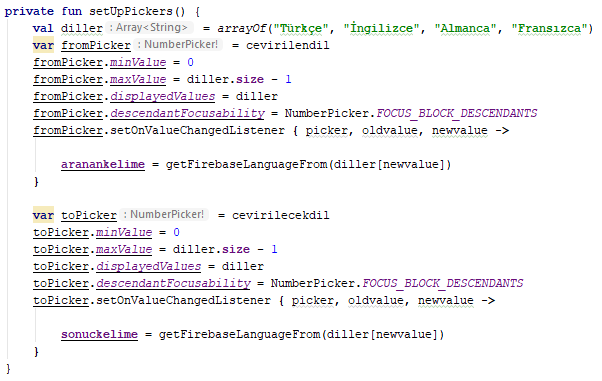 private fun setUpPickers() {
val diller : Array<String> = arrayOf("Türkçe", "İngilizce", "Almanca", "Fransızca")
var fromPicker : NumberPicker! = cevirilendil
fromPicker.minValue = 0
fromPicker.maxValue = diller.size - 1
fromPicker.displayedValues = diller
fromPicker.descendantFocusability = NumberPicker.FOCUS_BLOCK_DESCENDANTS
fromPicker.setOnValueChangedListener { picker, oldvalue, newvalue ->
aranankelime = getFirebaseLanguageFrom(diller[newvalue])
}
var toPicker : NumberPicker! = cevirilecekdil
toPicker.minValue = 0
toPicker.maxValue = diller.size - 1
toPicker.displayedValues = diller
toPicker.descendantFocusability = NumberPicker.FOCUS_BLOCK_DESCENDANTS
toPicker.setOnValueChangedListener { picker, oldvalue, newvalue ->
sonuckelime = getFirebaseLanguageFrom(diller[newvalue])
}
}